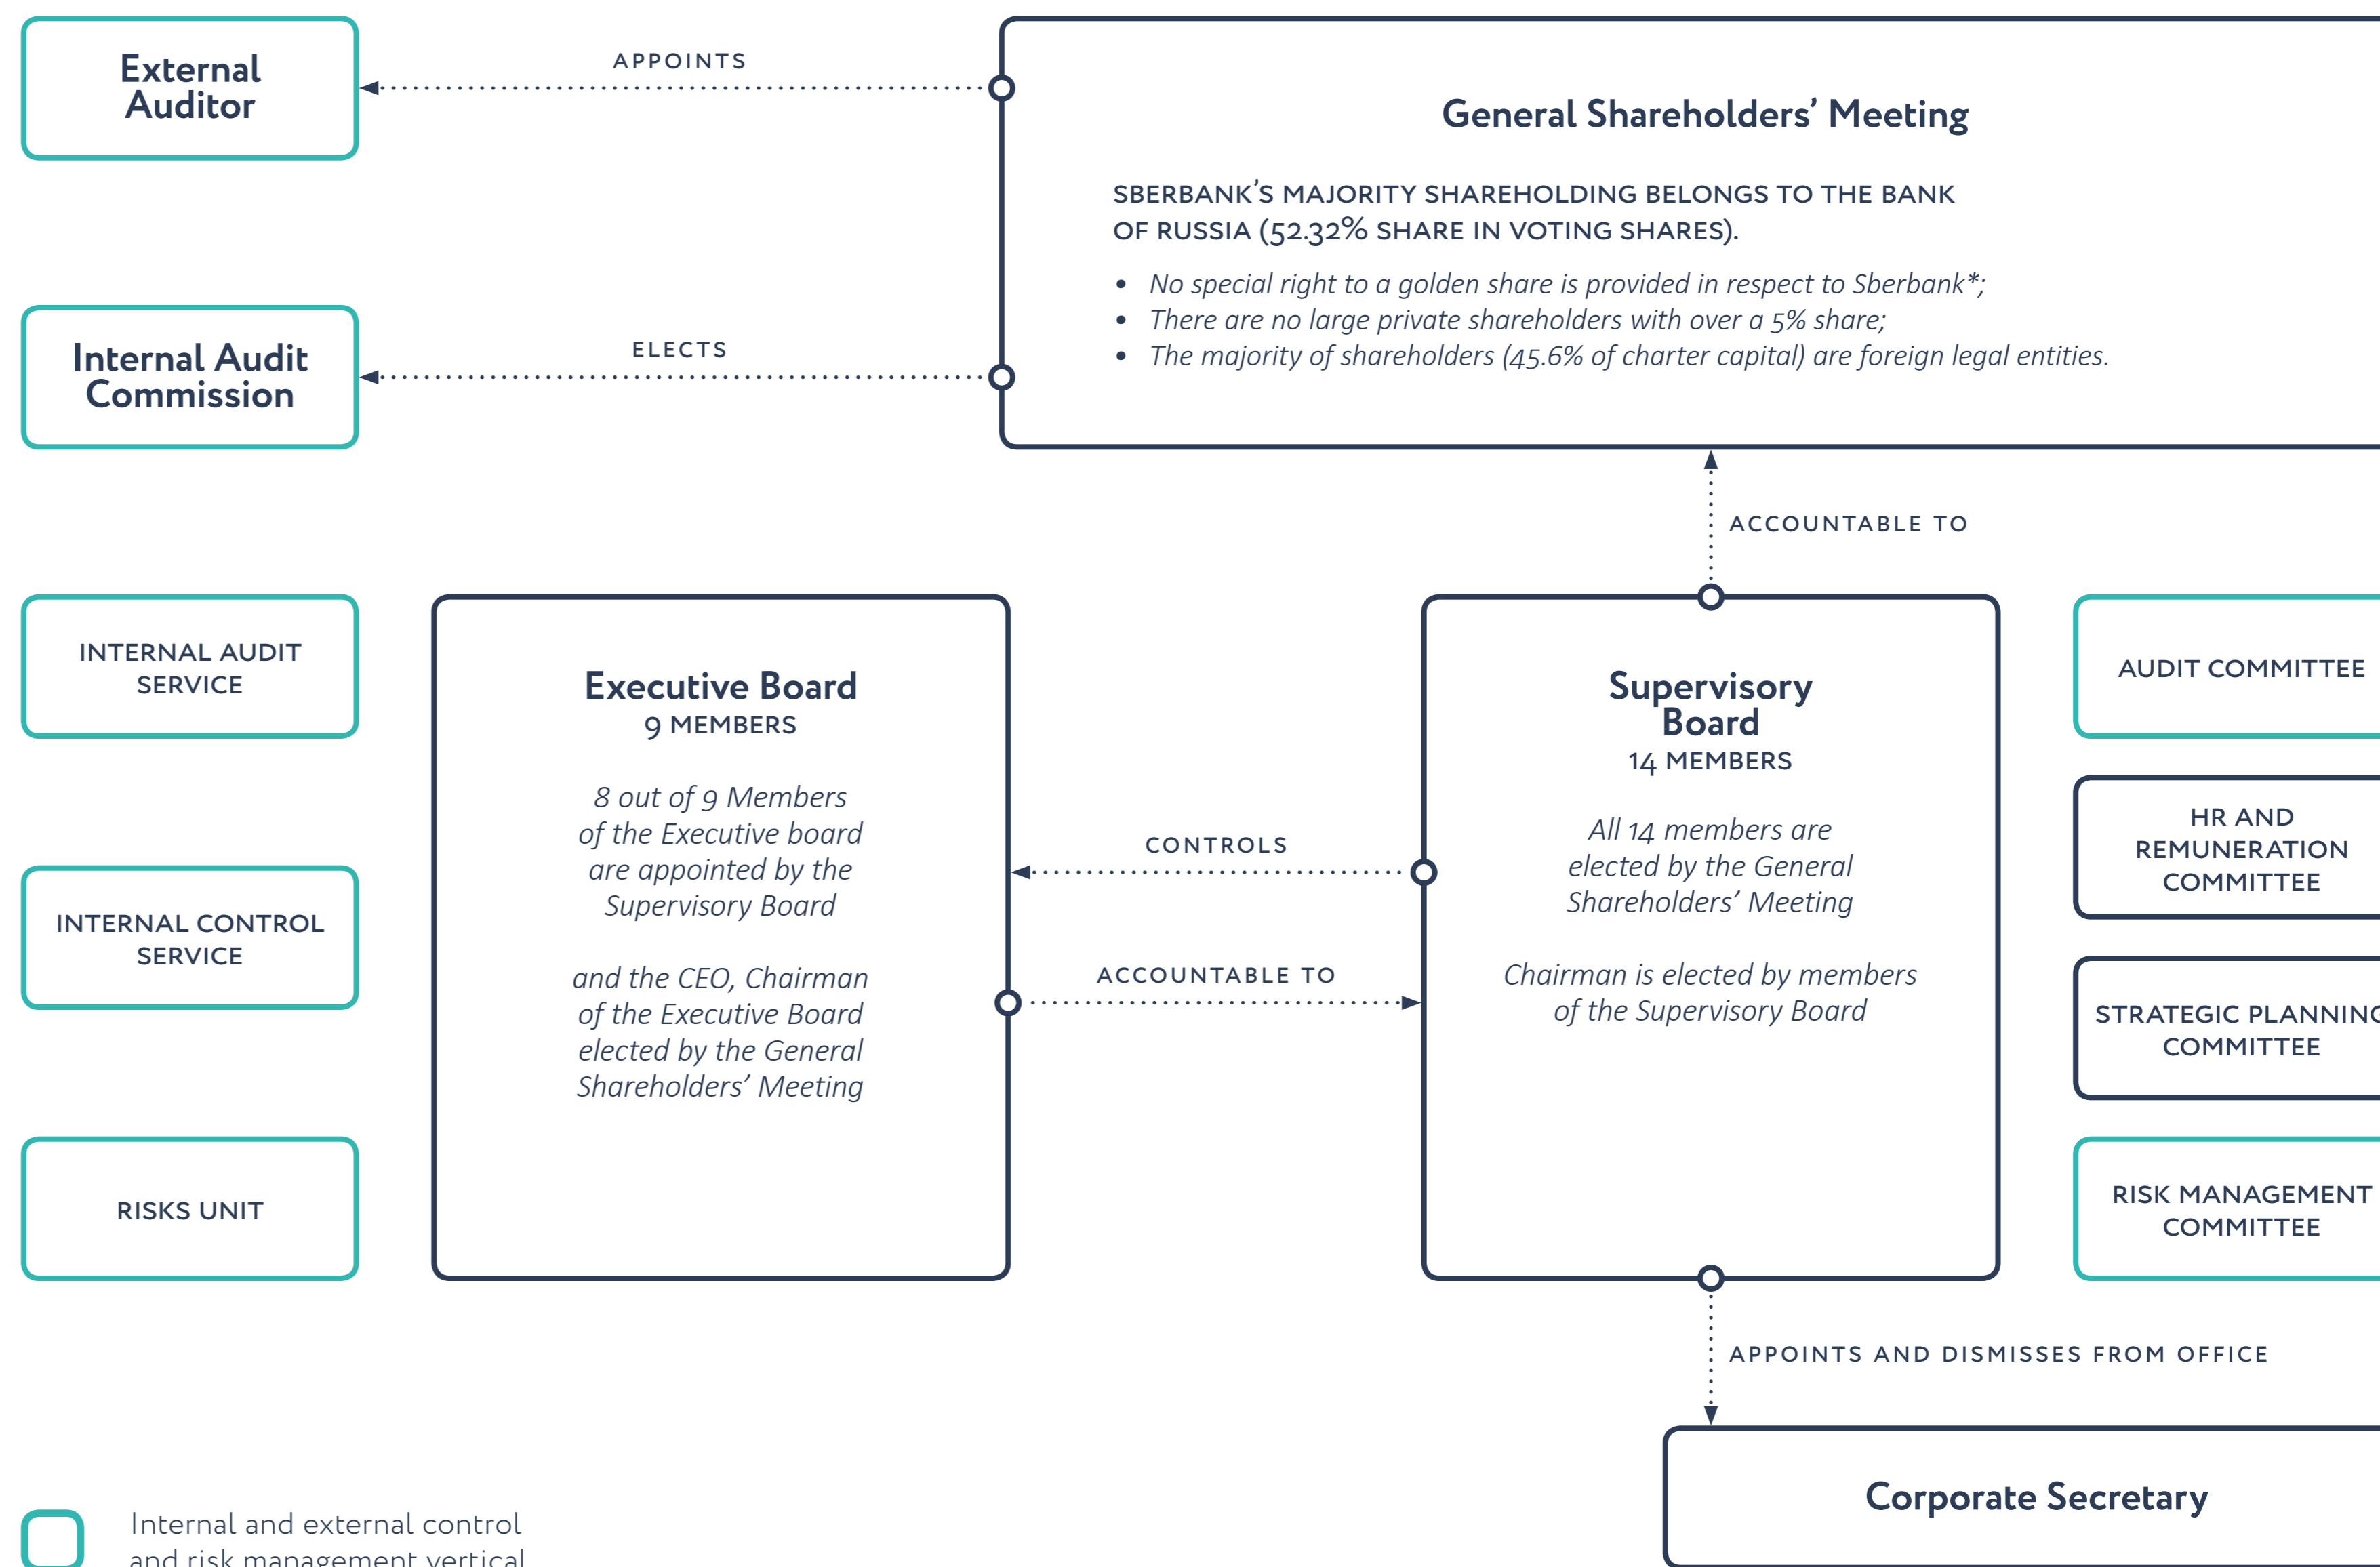 External
Auditor
APPOINTS
General Shareholders' Meeting
SBERBANK'S MAJORITY SHAREHOLDING BELONGS TO THE BANK
OF RUSSIA (52.32% SHARE IN VOTING SHARES).
• No special right to a golden share is provided in respect to Sberbank*;
• There are no large private shareholders with over a 5% share;
• The majority of shareholders (45.6% of charter capital) are foreign legal entities.
Internal Audit
Commission
ELECTS
ACCOUNTABLE TO
INTERNAL AUDIT
SERVICE
INTERNAL CONTROL
SERVICE
RISKS UNIT
Executive Board
9 MEMBERS
8 out of 9 Members
of the Executive board
are appointed by the
Supervisory Board
and the CEO, Chairman
of the Executive Board
elected by the General
Shareholders' Meeting
CONTROLS
ACCOUNTABLE TO
Supervisory
Board
14 MEMBERS
All 14 members are
elected by the General
Shareholders' Meeting
Chairman is elected by members
of the Supervisory Board
AUDIT COMMITTEE
HR AND
REMUNERATION
COMMITTEE
STRATEGIC PLANNING
COMMITTEE
RISK MANAGEMENT
COMMITTEE
APPOINTS AND DISMISSES FROM OFFICE
Corporate Secretary
Internal and external control
and risk management vertical